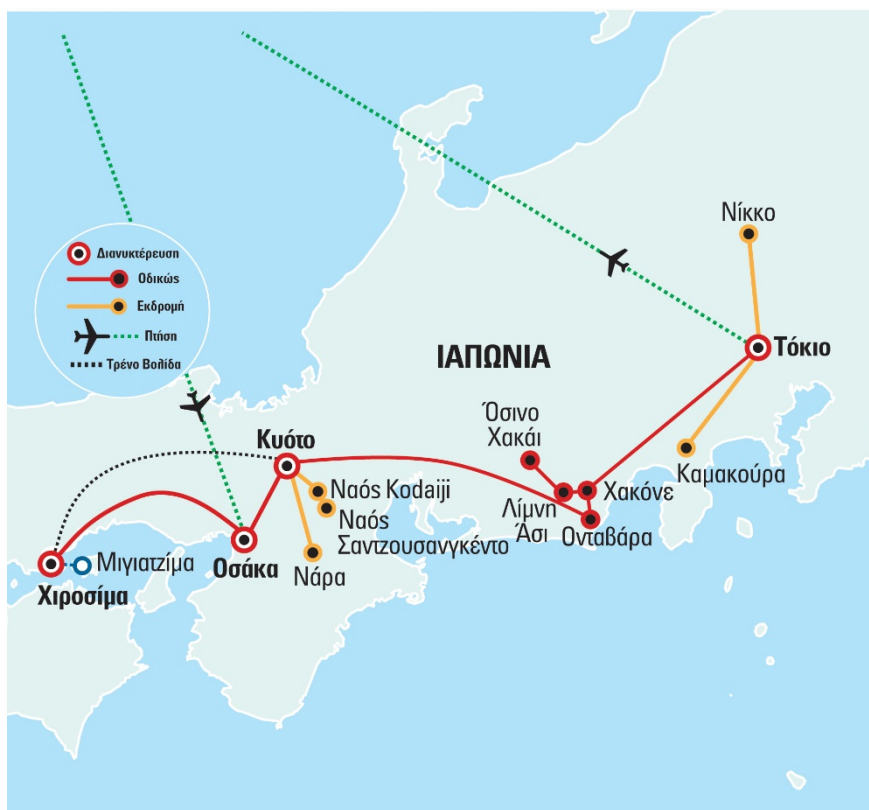 Νίκκο
Διανυκτέρευση
Οδικώς
Εκδρομή
Πτήση
Τρένο Βολίδα
ΙΑΠΩΝΙΑ
Τόκιο
Όσινο
Χακάι
Κυότο
Καμακούρα
Ναός Kodaiji
Λίμνη
Άσι
Χακόνε
Ναός
Σαντζουσανγκέντο
Ονταβάρα
Οσάκα
Νάρα
Μιγιατζίμα
Χιροσίμα